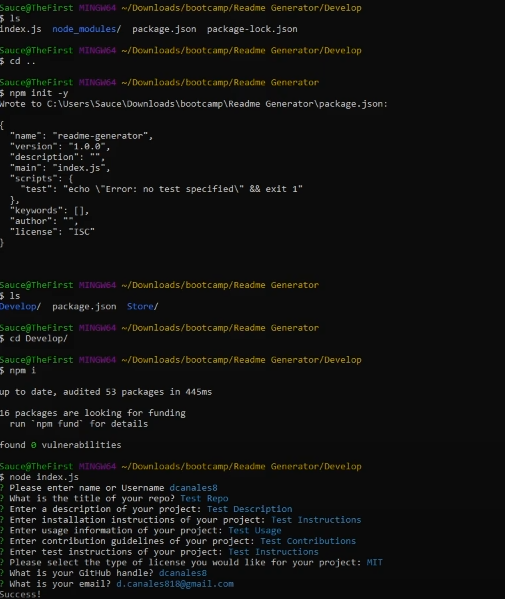 Sauce@TheFirst MINGW64 ~/Downloads/bootcamp/Readme Generator/Develop
$ ls
index.js  node_modules/  package.json  package-lock.json

Sauce@TheFirst MINGW64 ~/Downloads/bootcamp/Readme Generator/Develop
$ cd ..

Sauce@TheFirst MINGW64 ~/Downloads/bootcamp/Readme Generator
$ npm init -y
Wrote to C:\Users\Sauce\Downloads\bootcamp\Readme Generator\package.json:

{
  "name": "readme-generator",
  "version": "1.0.0",
  "description": "",
  "main": "index.js",
  "scripts": {
    "test": "echo \"Error: no test specified\" && exit 1"
  },
  "keywords": [],
  "author": "",
  "license": "ISC"
}

Sauce@TheFirst MINGW64 ~/Downloads/bootcamp/Readme Generator
$ ls
Develop/  package.json  Store/

Sauce@TheFirst MINGW64 ~/Downloads/bootcamp/Readme Generator
$ cd Develop/

Sauce@TheFirst MINGW64 ~/Downloads/bootcamp/Readme Generator/Develop
$ npm i

up to date, audited 53 packages in 445ms

16 packages are looking for funding
  run `npm fund` for details

found 0 vulnerabilities

Sauce@TheFirst MINGW64 ~/Downloads/bootcamp/Readme Generator/Develop
$ node index.js
? Please enter name or Username dcanales8
? What is the title of your repo? Test Repo
? Enter a description of your project: Test Description
? Enter installation instructions of your project: Test Instructions
? Enter usage information of your project: Test Usage
? Enter contribution guidelines of your project: Test Contributions
? Enter test instructions of your project: Test Instructions
? Please select the type of license you would like for your project: MIT
? What is your GitHub handle? dcanales8
? What is your email? d.canales818@gmail.com
Success!